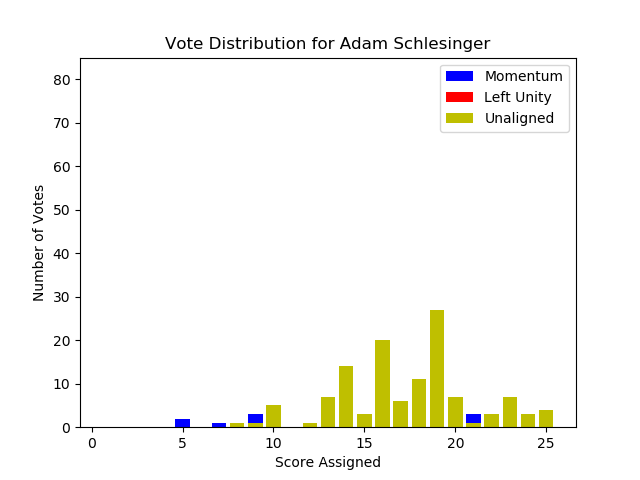 Vote Distribution for Adam Schlesinger
Momentum
Left Unity
Unaligned
Number of Votes
80
70
60
50
40
30
20
10
0
0 5 10 15 20 25
Score Assigned